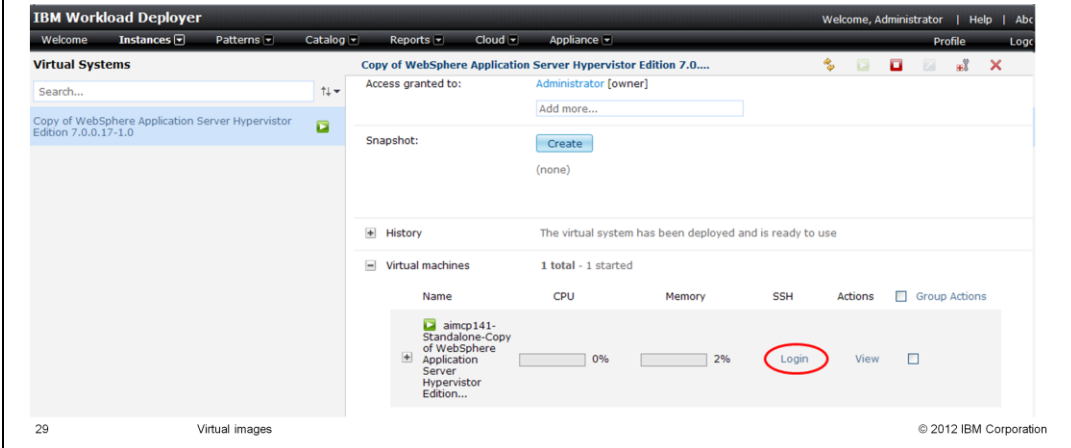 IBM Workload Deployer
Welcome, Administrator | Help | Abc
Welcome Instances Patterns Catalog Reports Cloud Appliance Profile Logo
Virtual Systems
Copy of WebSphere Application Server Hypervistor Edition 7.0....
Search...
Access granted to: Administrator [owner]
Add more...
Copy of WebSphere Application Server Hypervistor
Edition 7.0.0.17-1.0
Snapshot: Create
(none)
History The virtual system has been deployed and is ready to use
Virtual machines 1 total - 1 started
Name CPU Memory SSH Actions Group Actions
aimcp141-
Standalone-Copy
of WebSphere
Application
Server
Hypervistor
Edition...
0% 2% Login View
29 Virtual images © 2012 IBM Corporation